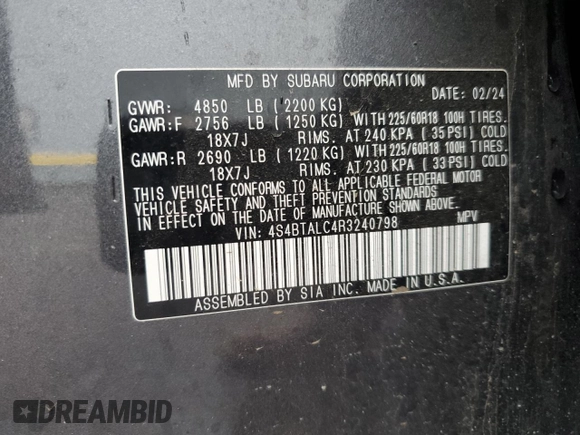 MFD BY SUBARU CORPORATION
DATE: 02/24
GVWR: 4850 LB (2200 KG)
GAWR:F 2756 LB (1250 KG) WITH 225/60R18 100H TIRES.
18X7J RIMS. AT 240 KPA (35 PSI) COLD
GAWR:R 2690 LB (1220 KG) WITH 225/60R18 100H TIRES.
18X7J RIMS. AT 230 KPA (33 PSI) COLD
THIS VEHICLE CONFORMS TO ALL APPLICABLE FEDERAL MOTOR
VEHICLE SAFETY AND THEFT PREVENTION STANDARDS
IN EFFECT ON THE DATE OF MANUFACTURE SHOWN ABOVE.
VIN: 4S4BTALC4R3240798 MPV
ASSEMBLED BY SIA INC. MADE IN U.S.A.
DREAMBID